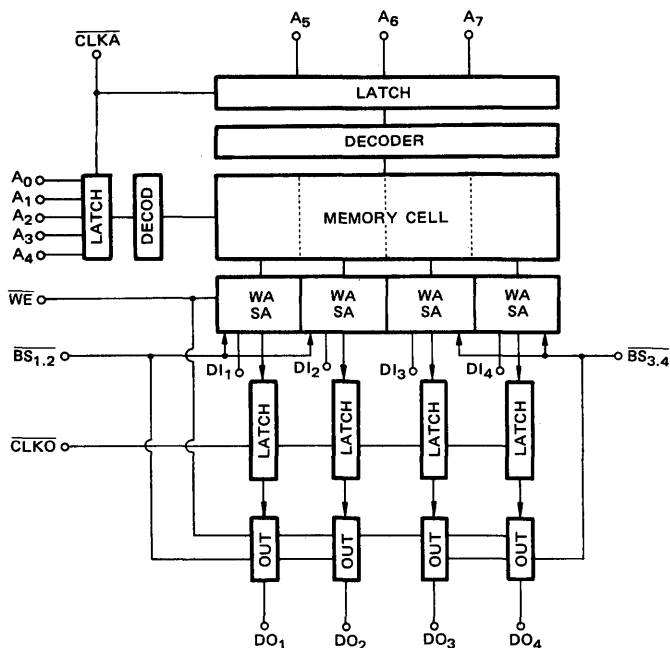 A5 A6 A7
CLKA
LATCH
DECODER
A0
A1
A2
A3
A4
LATCH
DECOD
MEMORY CELL
WE
WA SA
WA SA
WA SA
WA SA
BS1.2
BS3.4
DI1 DI2 DI3 DI4
LATCH LATCH LATCH LATCH
CLKO
OUT OUT OUT OUT
DO1 DO2 DO3 DO4